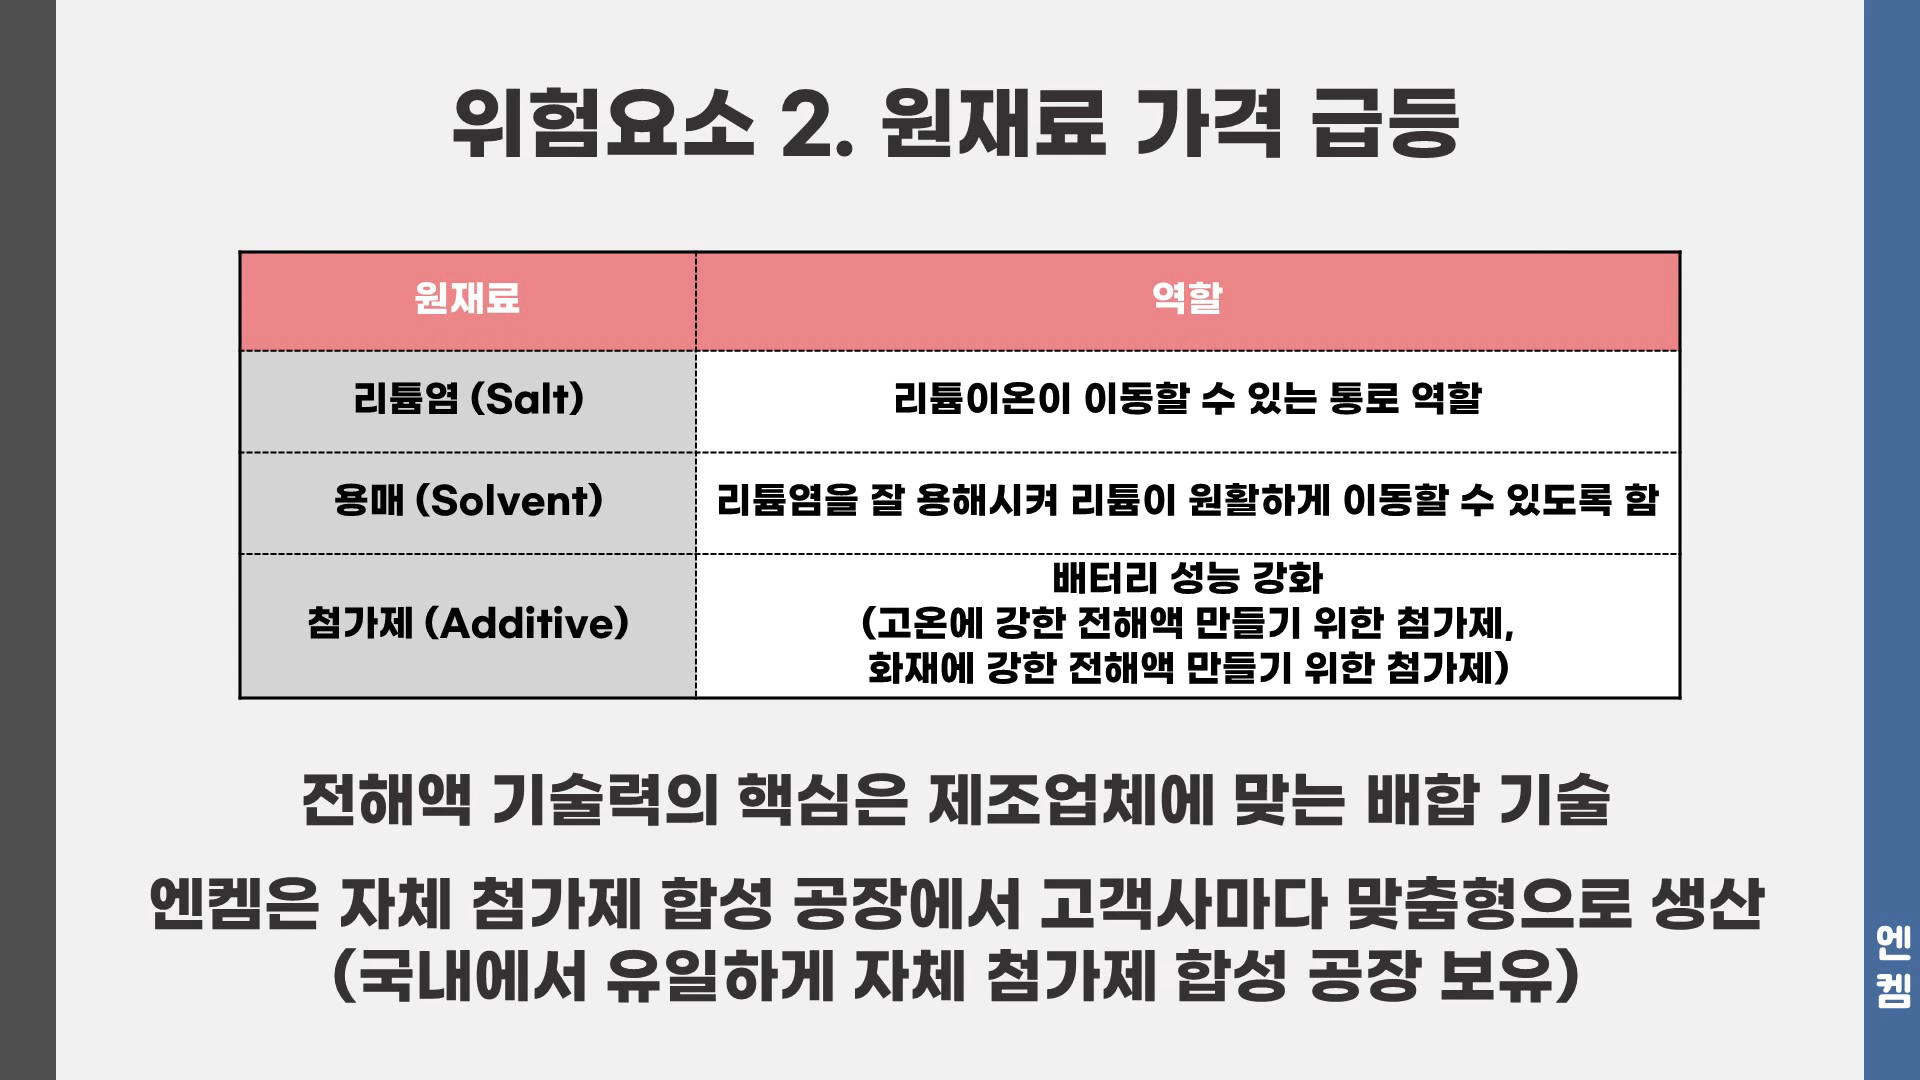 위험요소 2. 원재료 가격 급등
원재료 역할
리튬염 (Salt) 리튬이온이 이동할 수 있는 통로 역할
용매 (Solvent) 리튬염을 잘 용해시켜 리튬이 원활하게 이동할 수 있도록 함
첨가제 (Additive)
배터리 성능 강화
(고온에 강한 전해액 만들기 위한 첨가제,
화재에 강한 전해액 만들기 위한 첨가제)
전해액 기술력의 핵심은 제조업체에 맞는 배합 기술
엔켐은 자체 첨가제 합성 공장에서 고객사마다 맞춤형으로 생산
(국내에서 유일하게 자체 첨가제 합성 공장 보유)
엔켐